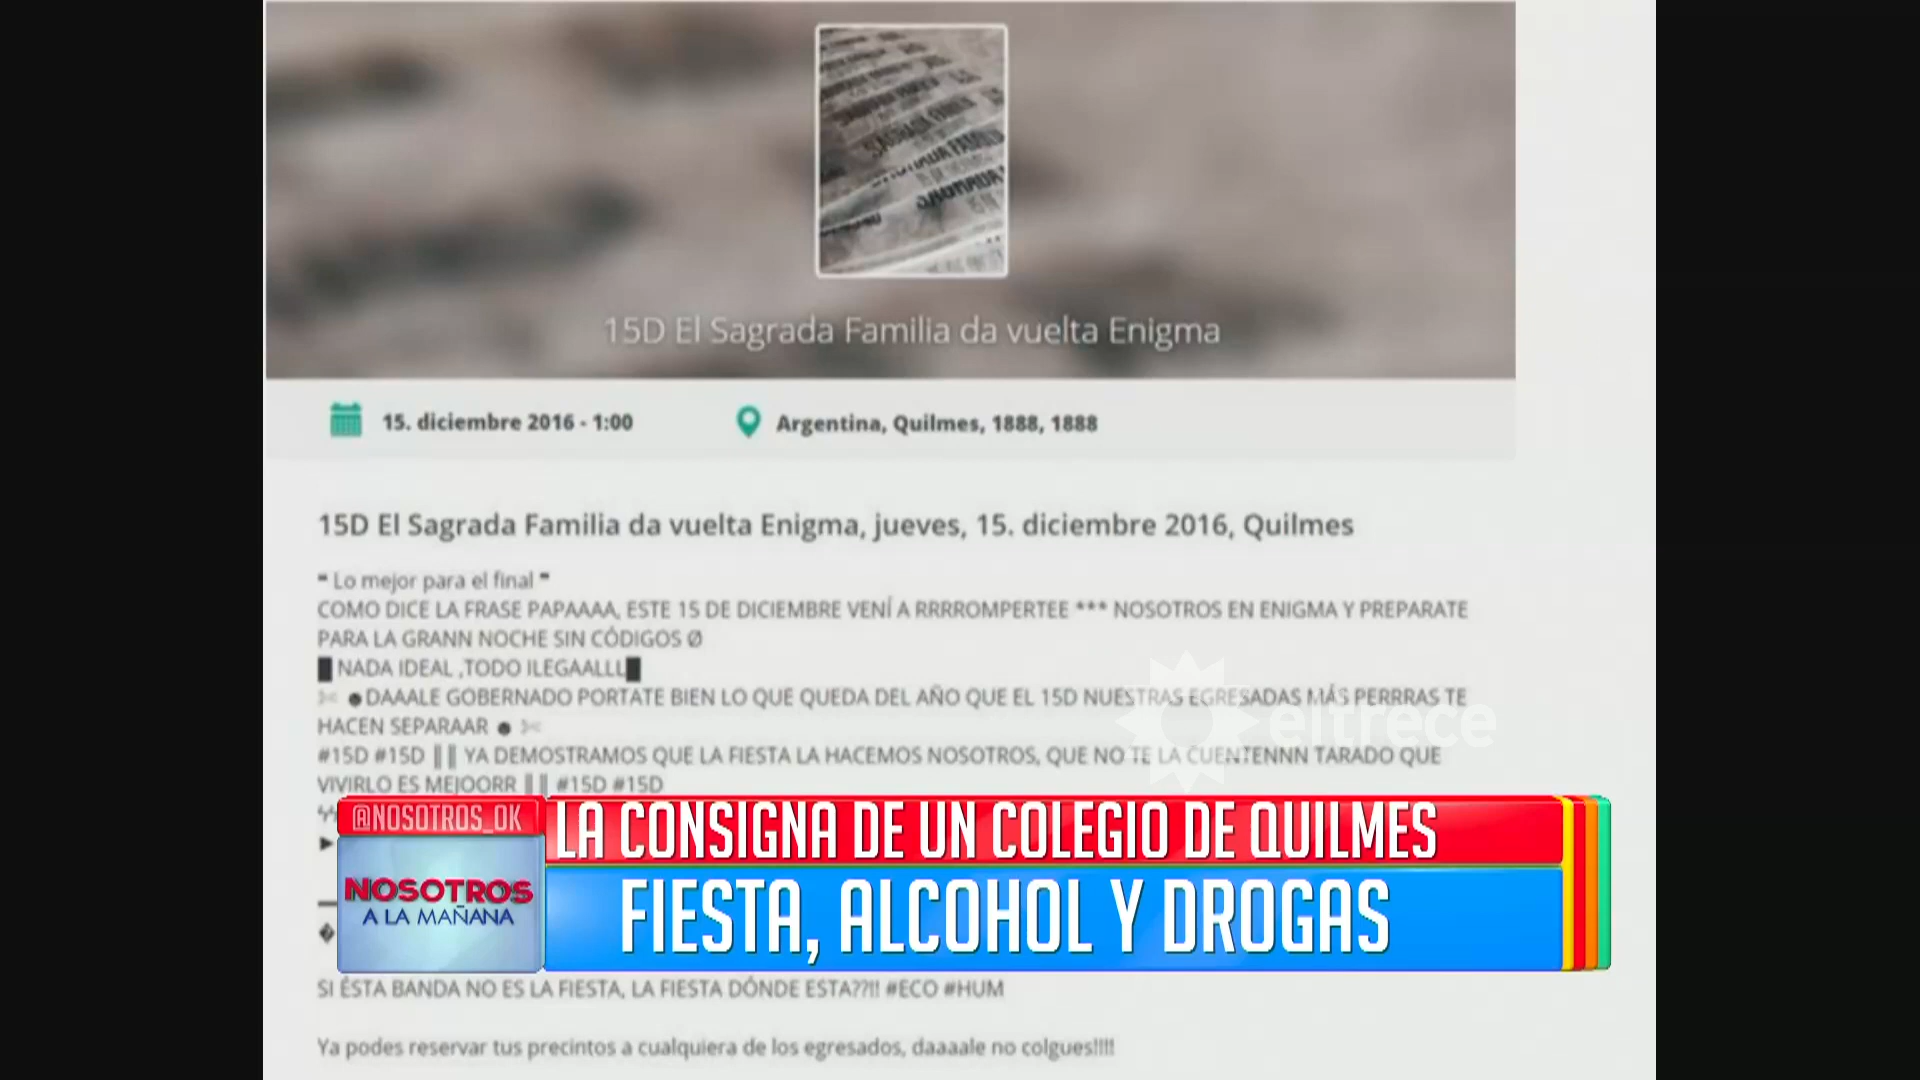 SAGRADA FAMILIA
15D El Sagrada Familia da vuelta Enigma
15. diciembre 2016 - 1:00
Argentina, Quilmes, 1888, 1888
15D El Sagrada Familia da vuelta Enigma, jueves, 15. diciembre 2016, Quilmes
" Lo mejor para el final "
COMO DICE LA FRASE PAPAAAA, ESTE 15 DE DICIEMBRE VENÍ A RRRROMPERTEE *** NOSOTROS EN ENIGMA Y PREPARATE
PARA LA GRANN NOCHE SIN CÓDIGOS Ø
█ NADA IDEAL ,TODO ILEGAALLL█
✄ ☻DAAALE GOBERNADO PORTATE BIEN LO QUE QUEDA DEL AÑO QUE EL 15D NUESTRAS EGRESADAS MÁS PERRRAS TE
HACEN SEPARAAR ☻ ✄
#15D #15D ║║ YA DEMOSTRAMOS QUE LA FIESTA LA HACEMOS NOSOTROS, QUE NO TE LA CUENTENNN TARADO QUE
VIVIRLO ES MEJOORR ║║ #15D #15D
eltrece
@NOSOTROS_OK
LA CONSIGNA DE UN COLEGIO DE QUILMES
NOSOTROS
A LA MAÑANA
FIESTA, ALCOHOL Y DROGAS
SI ÉSTA BANDA NO ES LA FIESTA, LA FIESTA DÓNDE ESTA??!! #ECO #HUM
Ya podes reservar tus precintos a cualquiera de los egresados, daaaale no colgues!!!!